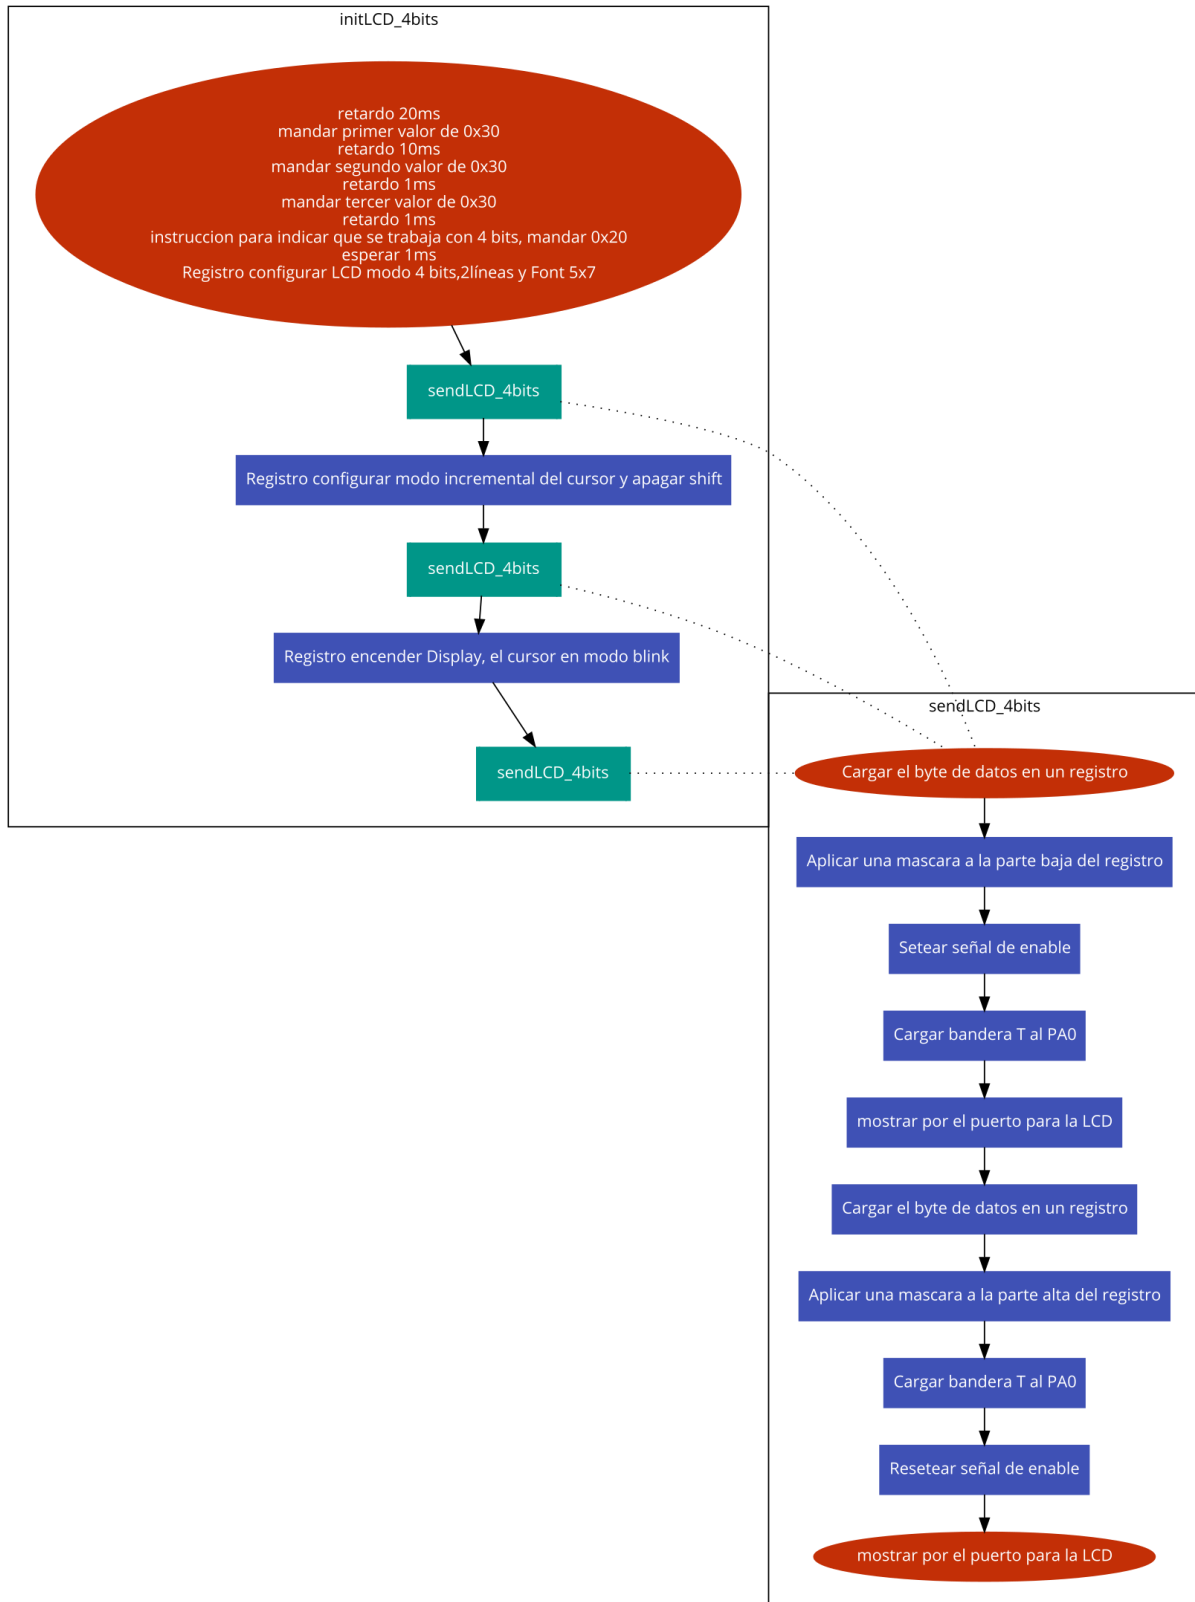 initLCD_4bits
retardo 20ms
mandar primer valor de 0x30
retardo 10ms
mandar segundo valor de 0x30
retardo 1ms
mandar tercer valor de 0x30
retardo 1ms
instruccion para indicar que se trabaja con 4 bits, mandar 0x20
esperar 1ms
Registro configurar LCD modo 4 bits,2líneas y Font 5x7
sendLCD_4bits
Registro configurar modo incremental del cursor y apagar shift
sendLCD_4bits
Registro encender Display, el cursor en modo blink
sendLCD_4bits
sendLCD_4bits
Cargar el byte de datos en un registro
Aplicar una mascara a la parte baja del registro
Setear señal de enable
Cargar bandera T al PA0
mostrar por el puerto para la LCD
Cargar el byte de datos en un registro
Aplicar una mascara a la parte alta del registro
Cargar bandera T al PA0
Resetear señal de enable
mostrar por el puerto para la LCD